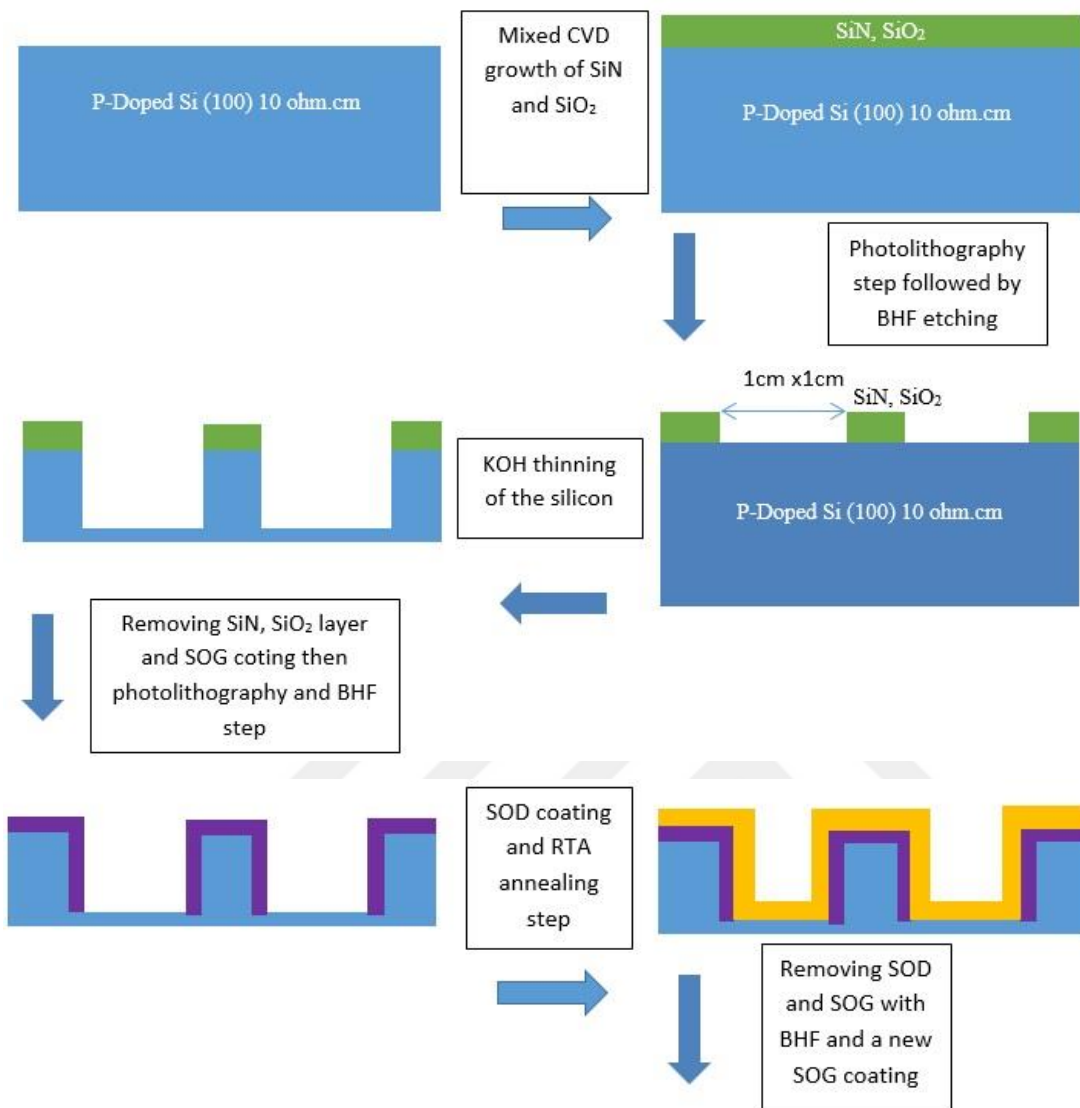 P-Doped Si (100) 10 ohm.cm
Mixed CVD
growth of SiN
and SiO₂
SiN, SiO₂
P-Doped Si (100) 10 ohm.cm
Photolithography
step followed by
BHF etching
1cm x1cm
SiN, SiO₂
P-Doped Si (100) 10 ohm.cm
KOH thinning
of the silicon
Removing SiN, SiO₂ layer
and SOG coting then
photolithography and BHF
step
SOD coating
and RTA
annealing
step
Removing SOD
and SOG with
BHF and a new
SOG coating